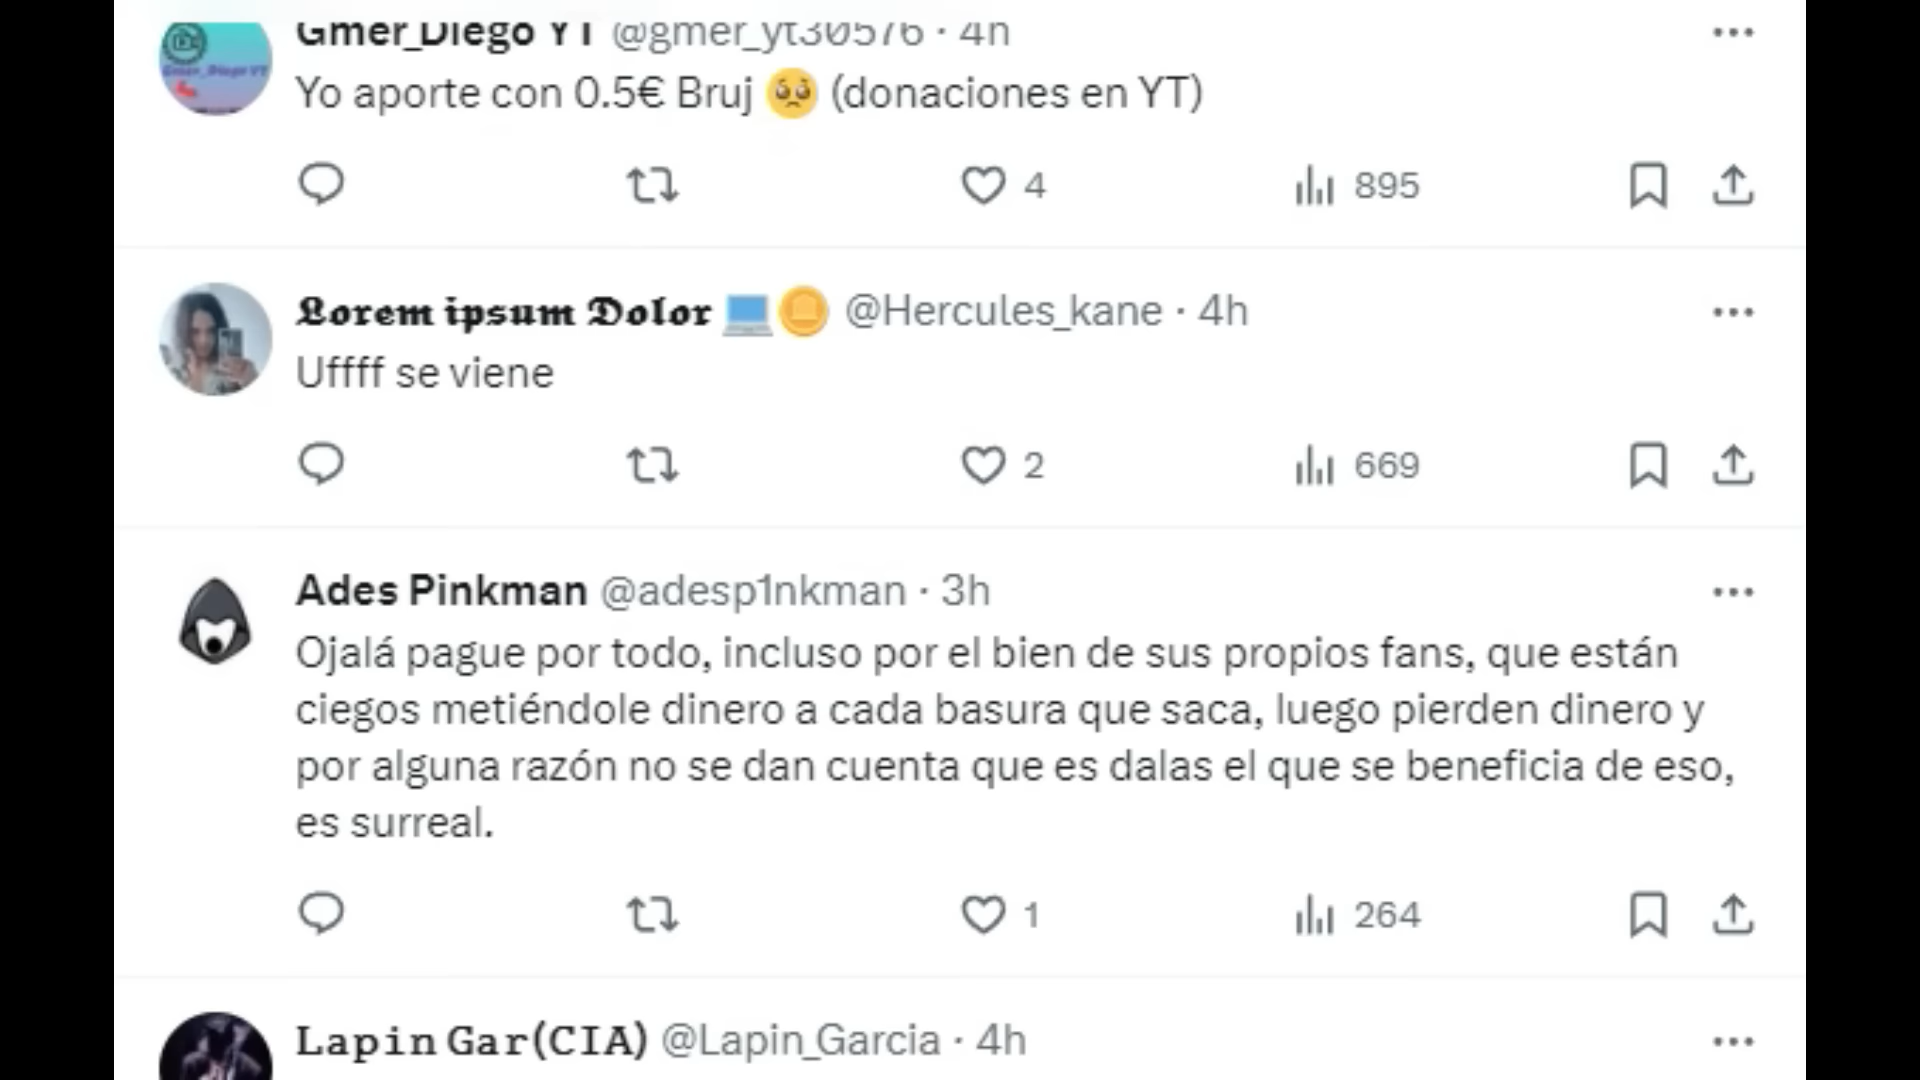 Gmer_Diego YT @gmer_yt30576 · 4h
Yo aporte con 0.5€ Bruj 🥺 (donaciones en YT)
4 895
𝕷𝖔𝖗𝖊𝖒 𝖎𝖕𝖘𝖚𝖒 𝕯𝖔𝖑𝖔𝖗 💻🪙 @Hercules_kane · 4h
Uffff se viene
2 669
Ades Pinkman @adesp1nkman · 3h
Ojalá pague por todo, incluso por el bien de sus propios fans, que están
ciegos metiéndole dinero a cada basura que saca, luego pierden dinero y
por alguna razón no se dan cuenta que es dalas el que se beneficia de eso,
es surreal.
1 264
𝙻𝚊𝚙𝚒𝚗 𝙶𝚊𝚛(𝙲𝙸𝙰) @Lapin_Garcia · 4h